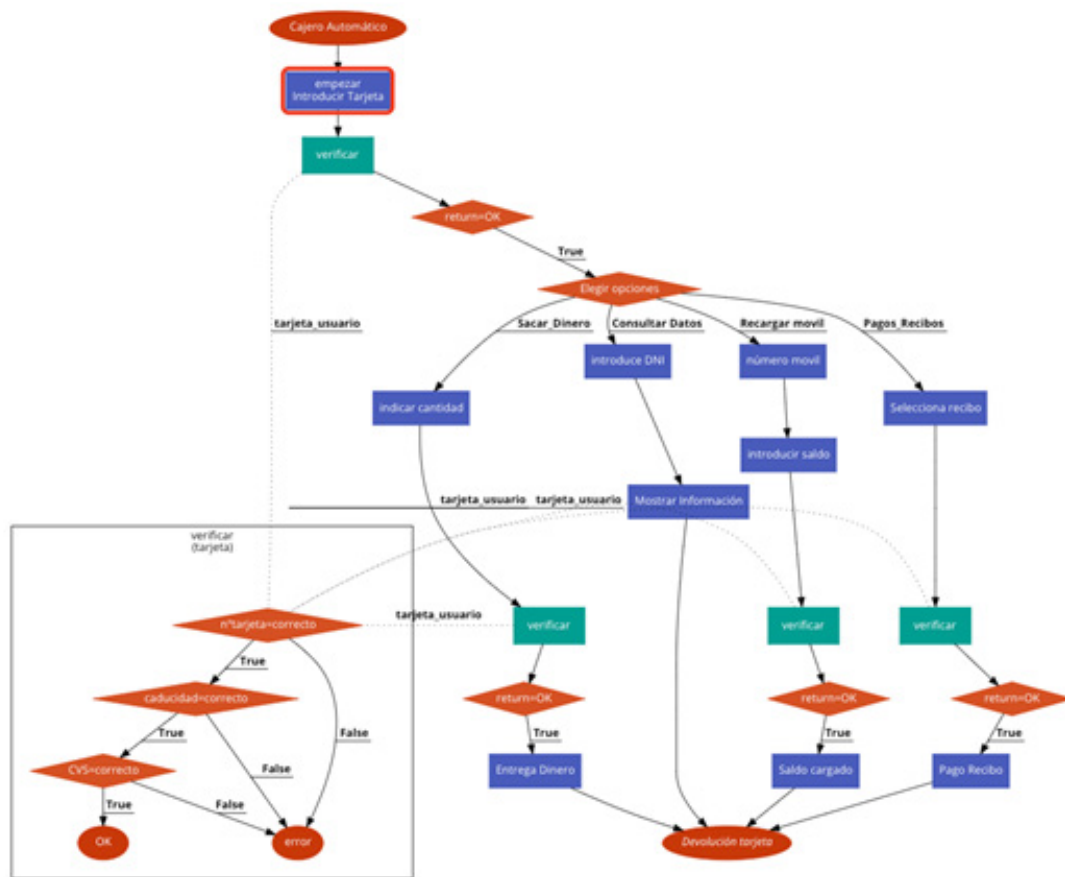 Cajero Automático
empezar
Introducir Tarjeta
verificar
return=OK
True
Elegir opciones
tarjeta_usuario
Sacar_Dinero
Consultar Datos
Recargar movil
Pagos_Recibos
introduce DNI
número movil
indicar cantidad
Selecciona recibo
introducir saldo
tarjeta_usuario
tarjeta_usuario
Mostrar Información
verificar
(tarjeta)
nºtarjeta=correcto
tarjeta_usuario
verificar
verificar
verificar
True
caducidad=correcto
return=OK
return=OK
return=OK
True
False
True
True
True
CVS=correcto
False
Entrega Dinero
Saldo cargado
Pago Recibo
True
False
OK
error
Devolución tarjeta